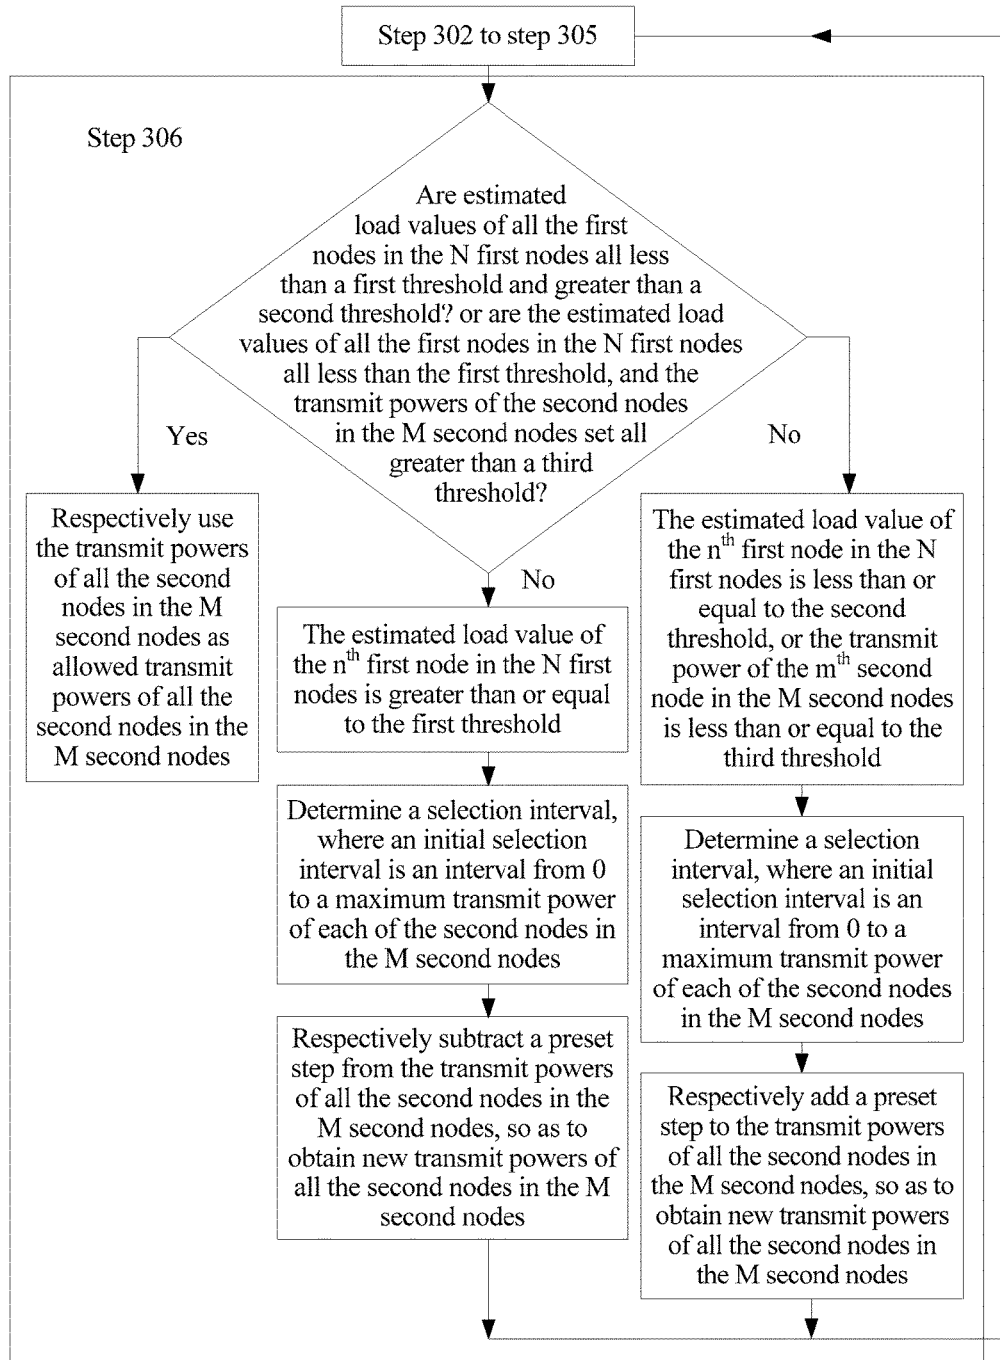 Step 302 to step 305
Step 306
Are estimated
load values of all the first
nodes in the N first nodes all less
than a first threshold and greater than a
second threshold? or are the estimated load
values of all the first nodes in the N first nodes
all less than the first threshold, and the
transmit powers of the second nodes
in the M second nodes set all
greater than a third
threshold?
Yes
No
No
Respectively use
the transmit powers
of all the second
nodes in the M
second nodes as
allowed transmit
powers of all the
second nodes in the
M second nodes
The estimated load value of
the nth first node in the N first
nodes is greater than or equal
to the first threshold
Determine a selection interval,
where an initial selection
interval is an interval from 0
to a maximum transmit power
of each of the second nodes in
the M second nodes
Respectively subtract a preset
step from the transmit powers
of all the second nodes in the
M second nodes, so as to
obtain new transmit powers of
all the second nodes in the M
second nodes
The estimated load value of
the nth first node in the N
first nodes is less than or
equal to the second
threshold, or the transmit
power of the mth second
node in the M second nodes
is less than or equal to the
third threshold
Determine a selection
interval, where an initial
selection interval is an
interval from 0 to a
maximum transmit power
of each of the second nodes
in the M second nodes
Respectively add a preset
step to the transmit powers
of all the second nodes in
the M second nodes, so as to
obtain new transmit powers
of all the second nodes in
the M second nodes